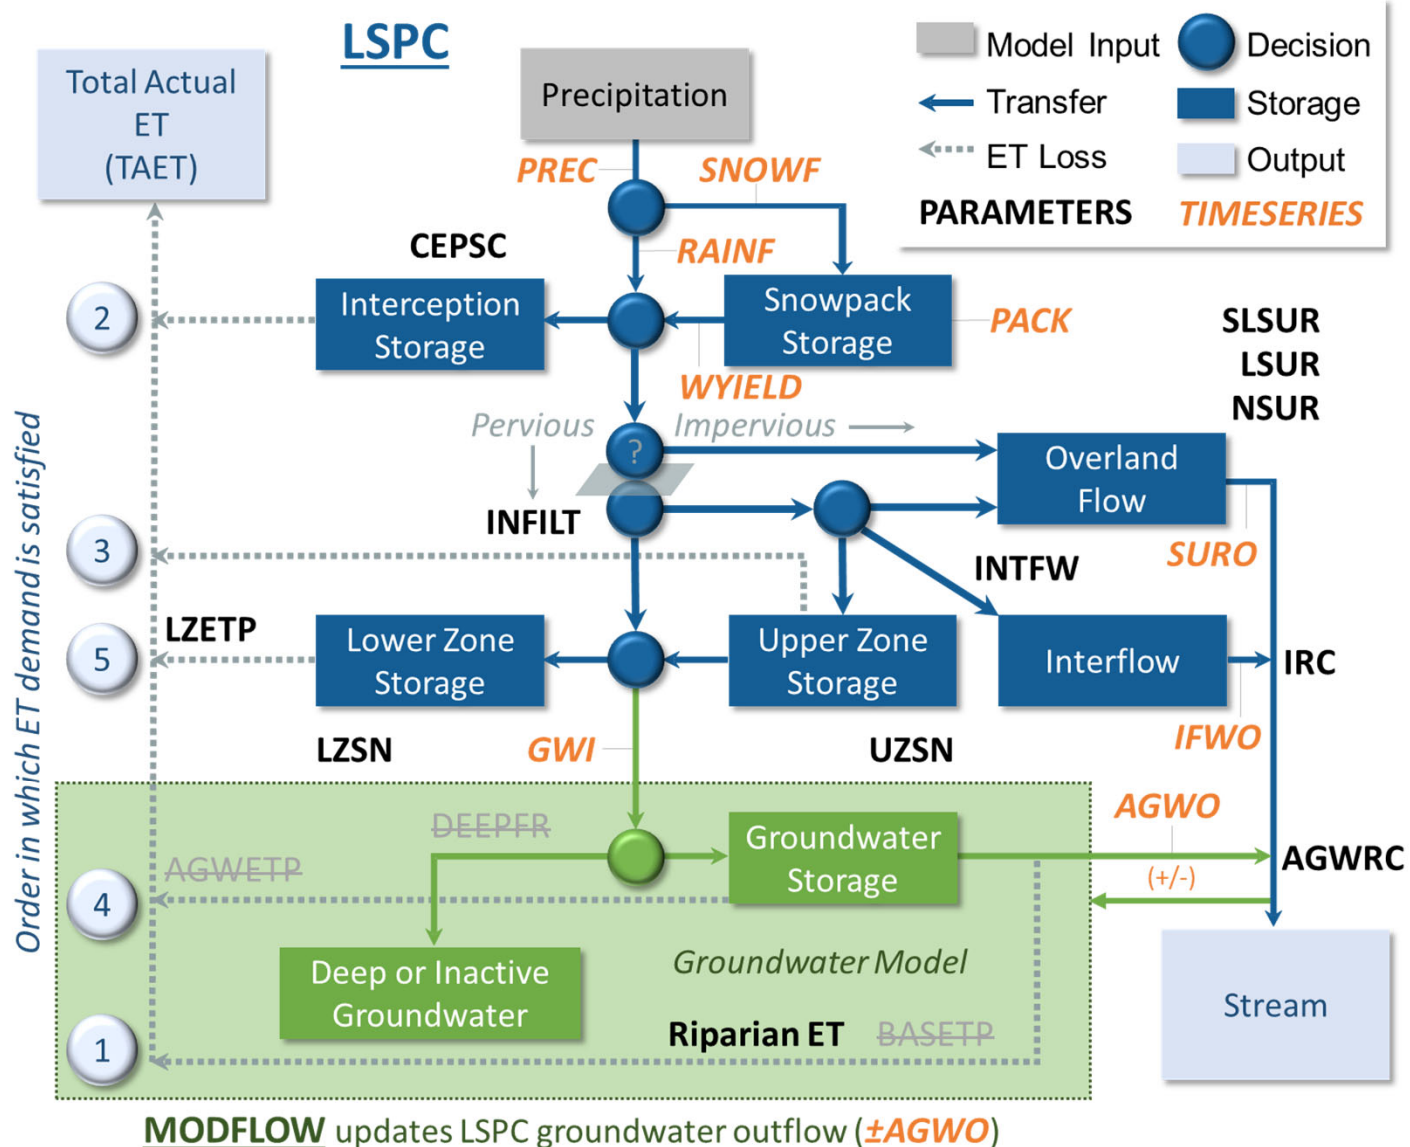 LSPC
Total Actual
ET
(TAET)
Precipitation
Model Input
Decision
Transfer
Storage
ET Loss
Output
PARAMETERS
TIMESERIES
PREC
SNOWF
CEPSC
RAINF
2
Interception
Storage
Snowpack
Storage
PACK
WYIELD
SLSUR
LSUR
NSUR
Pervious
?
Impervious
Overland
Flow
INFILT
SURO
3
INTFW
LZETP
5
Lower Zone
Storage
Upper Zone
Storage
Interflow
IRC
LZSN
GWI
UZSN
IFWO
Order in which ET demand is satisfied
DEEPFR
AGWETP
Groundwater
Storage
AGWO
(+/-)
AGWRC
4
Deep or Inactive
Groundwater
Groundwater Model
Stream
1
Riparian ET BASETP
MODFLOW updates LSPC groundwater outflow (±AGWO)